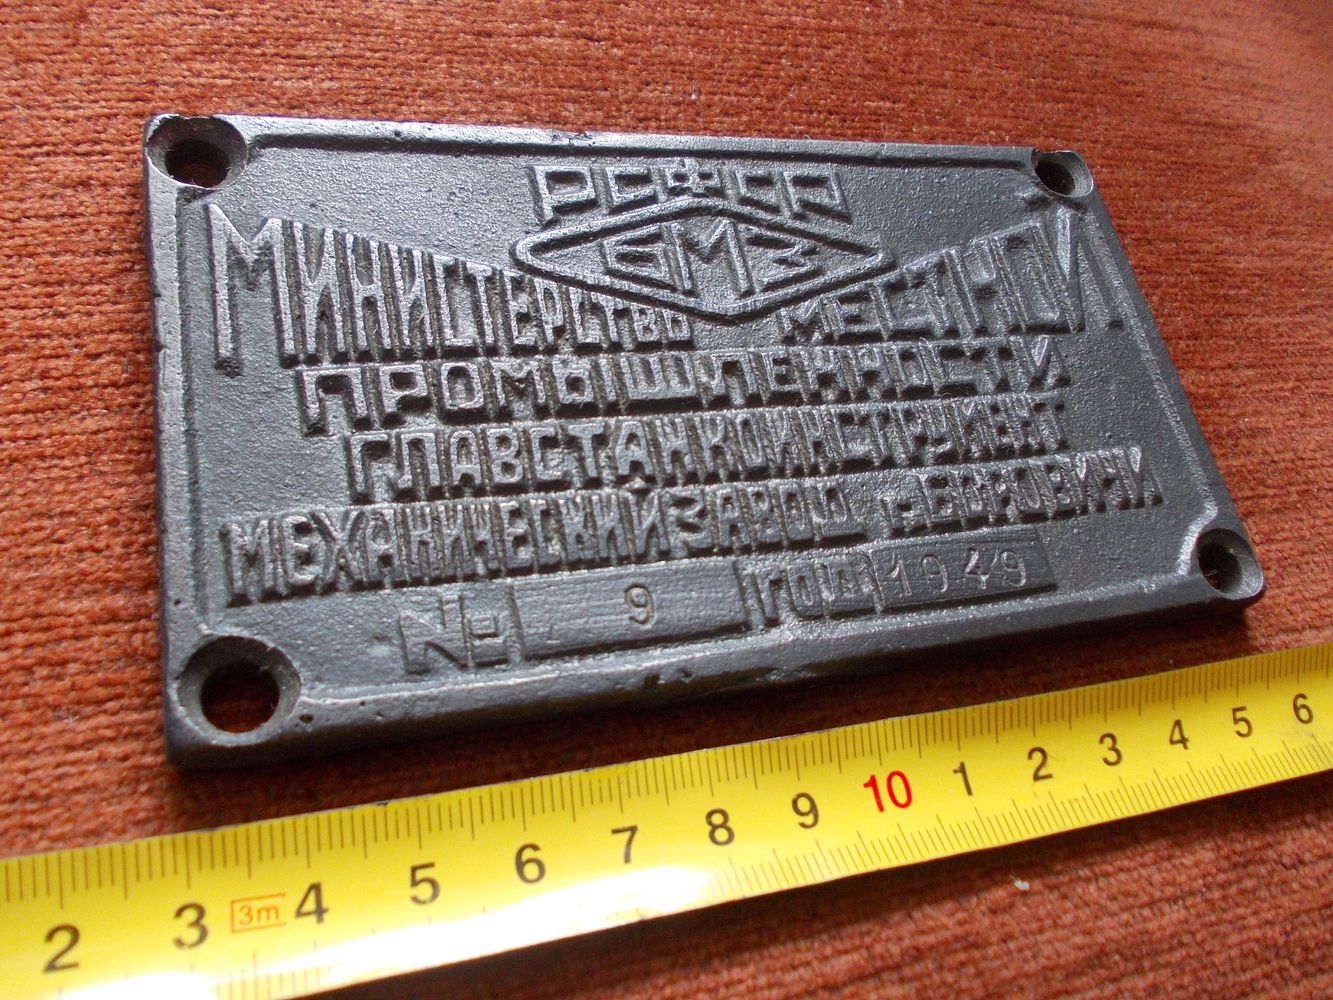 РСФСР
БМЗ
МИНИСТЕРСТВО МЕСТНОЙ
ПРОМЫШЛЕННОСТИ
ГЛАВСТАНКОИНСТРУМЕНТ
МЕХАНИЧЕСКИЙ ЗАВОД г. БОРОВИЧИ
№ 9 ГОД 1949
2 3 3m 4 5 6 7 8 9 10 1 2 3 4 5 6